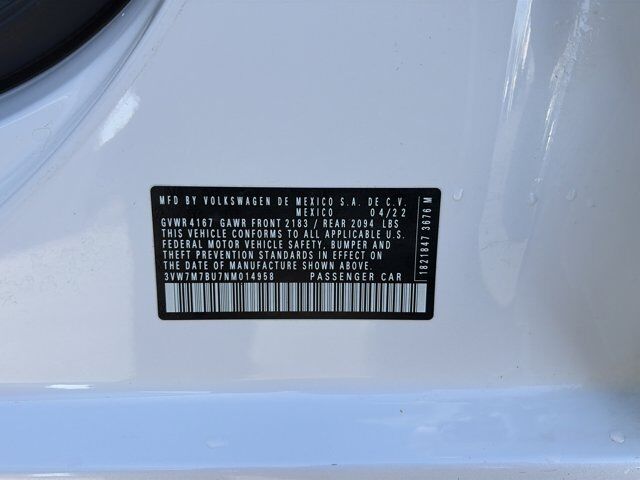 MFD BY VOLKSWAGEN DE MEXICO S.A. DE C.V.
MEXICO 04/22
GVWR 4167 GAWR FRONT 2183 / REAR 2094 LBS
THIS VEHICLE CONFORMS TO ALL APPLICABLE U.S.
FEDERAL MOTOR VEHICLE SAFETY, BUMPER AND
THEFT PREVENTION STANDARDS IN EFFECT ON THE
DATE OF MANUFACTURE SHOWN ABOVE.
3VW7M7BU7NM014958 PASSENGER CAR
1821847 3676 M